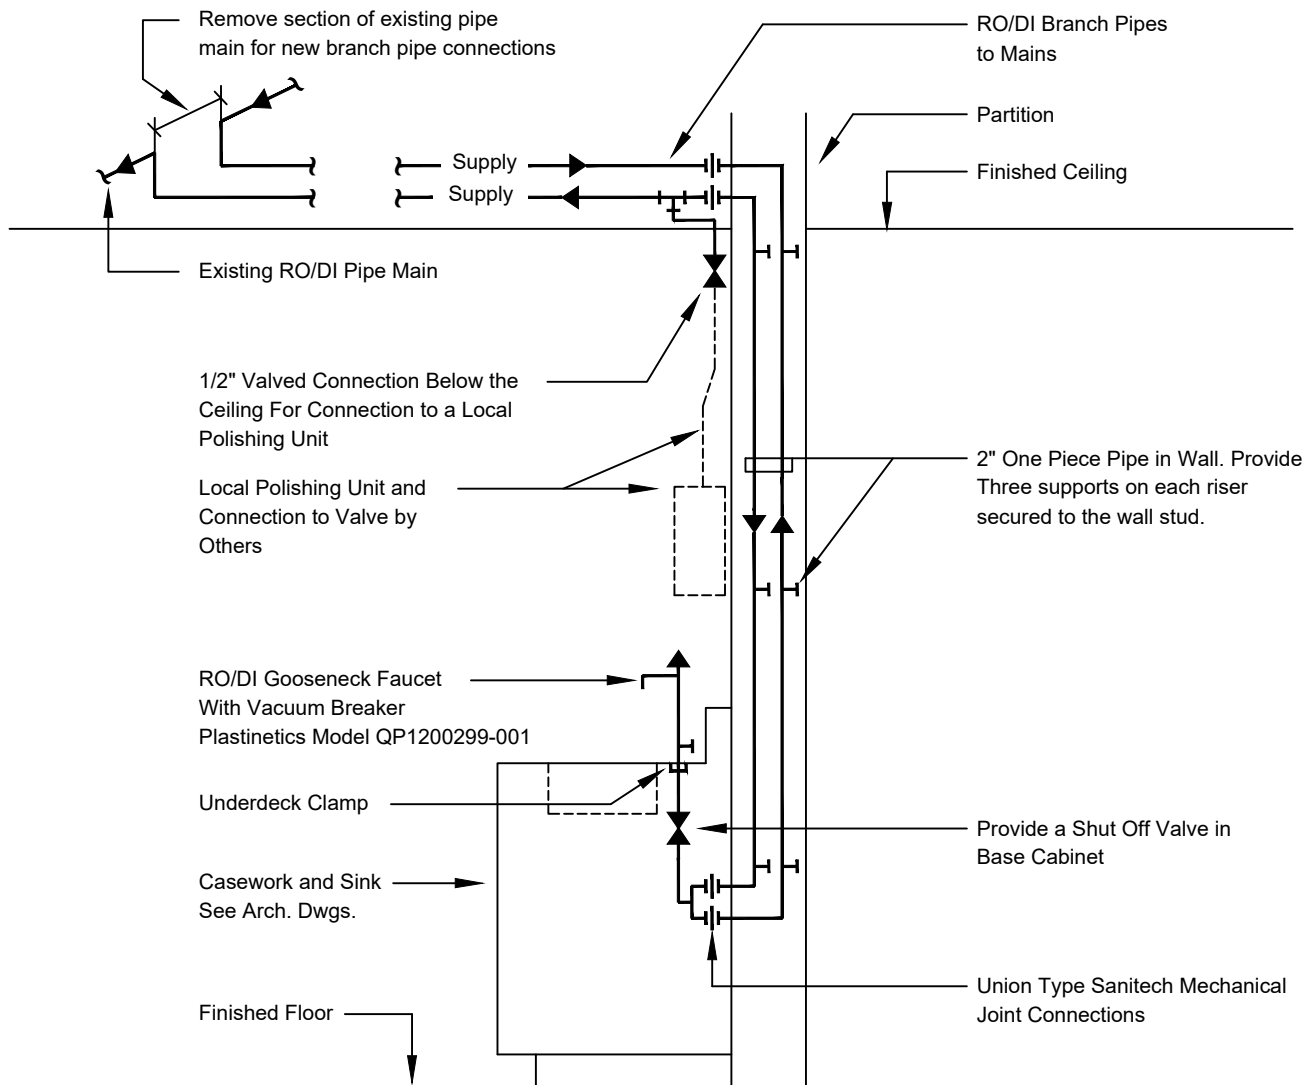 Remove section of existing pipe
main for new branch pipe connections
RO/DI Branch Pipes
to Mains
Partition
Finished Ceiling
Supply
Supply
Existing RO/DI Pipe Main
1/2" Valved Connection Below the
Ceiling For Connection to a Local
Polishing Unit
Local Polishing Unit and
Connection to Valve by
Others
2" One Piece Pipe in Wall. Provide
Three supports on each riser
secured to the wall stud.
RO/DI Gooseneck Faucet
With Vacuum Breaker
Plastinetics Model QP1200299-001
Underdeck Clamp
Provide a Shut Off Valve in
Base Cabinet
Casework and Sink
See Arch. Dwgs.
Union Type Sanitech Mechanical
Joint Connections
Finished Floor